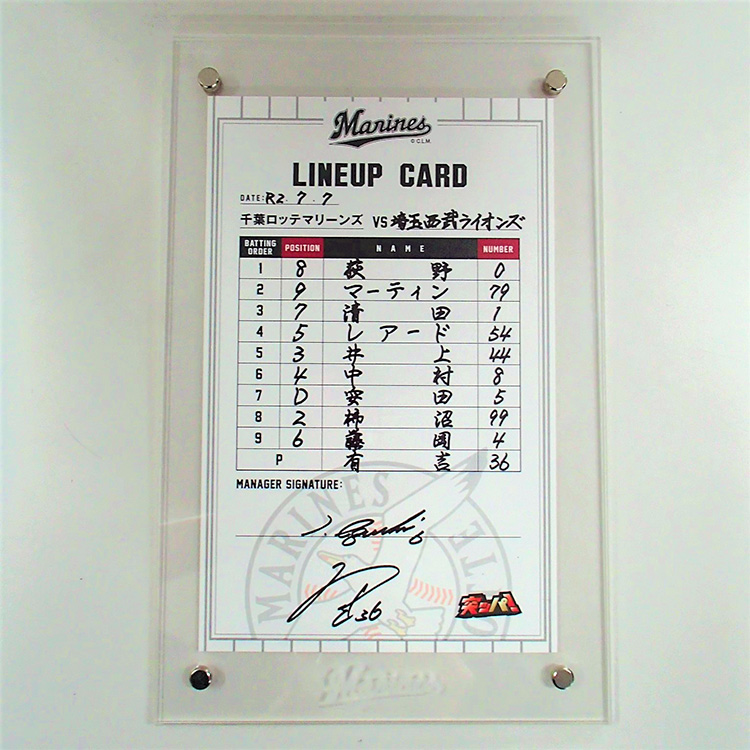 Marines
© C.L.M.
LINEUP CARD
DATE: R2. 7. 7
千葉ロッテマリーンズ VS 埼玉西武ライオンズ
BATTING ORDER POSITION NAME NUMBER
1 8 荻野 0
2 9 マーティン 79
3 7 清田 1
4 5 レアード 54
5 3 井上 44
6 4 中村 8
7 D 安田 5
8 2 柿沼 99
9 6 藤岡 4
P 有吉 36
MANAGER SIGNATURE:
36
突ッパ!
MARINES
Marines